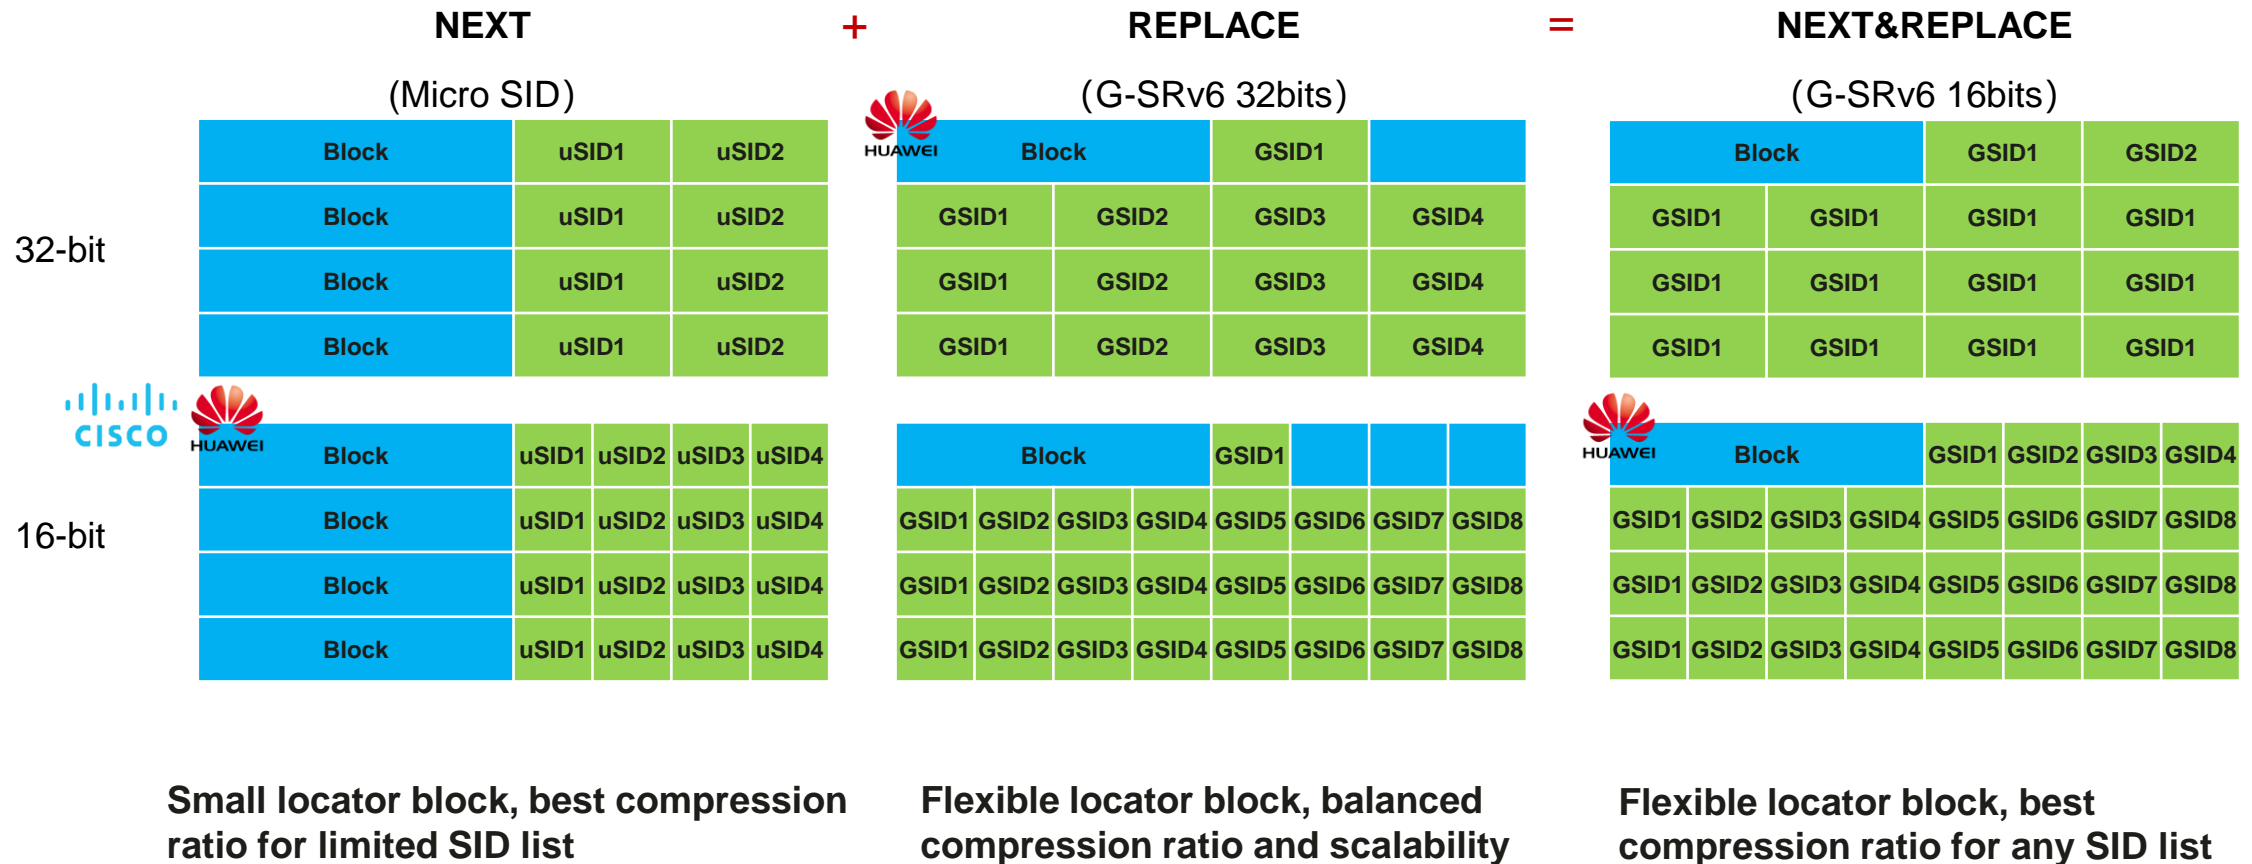 NEXT + REPLACE = NEXT&REPLACE
(Micro SID) (G-SRv6 32bits) (G-SRv6 16bits)
HUAWEI
32-bit
Block uSID1 uSID2
Block uSID1 uSID2
Block uSID1 uSID2
Block uSID1 uSID2
Block GSID1
GSID1 GSID2 GSID3 GSID4
GSID1 GSID2 GSID3 GSID4
GSID1 GSID2 GSID3 GSID4
Block GSID1 GSID2
GSID1 GSID1 GSID1 GSID1
GSID1 GSID1 GSID1 GSID1
GSID1 GSID1 GSID1 GSID1
CISCO HUAWEI
HUAWEI
16-bit
Block uSID1 uSID2 uSID3 uSID4
Block uSID1 uSID2 uSID3 uSID4
Block uSID1 uSID2 uSID3 uSID4
Block uSID1 uSID2 uSID3 uSID4
Block GSID1
GSID1 GSID2 GSID3 GSID4 GSID5 GSID6 GSID7 GSID8
GSID1 GSID2 GSID3 GSID4 GSID5 GSID6 GSID7 GSID8
GSID1 GSID2 GSID3 GSID4 GSID5 GSID6 GSID7 GSID8
Block GSID1 GSID2 GSID3 GSID4
GSID1 GSID2 GSID3 GSID4 GSID5 GSID6 GSID7 GSID8
GSID1 GSID2 GSID3 GSID4 GSID5 GSID6 GSID7 GSID8
GSID1 GSID2 GSID3 GSID4 GSID5 GSID6 GSID7 GSID8
Small locator block, best compression
ratio for limited SID list
Flexible locator block, balanced
compression ratio and scalability
Flexible locator block, best
compression ratio for any SID list